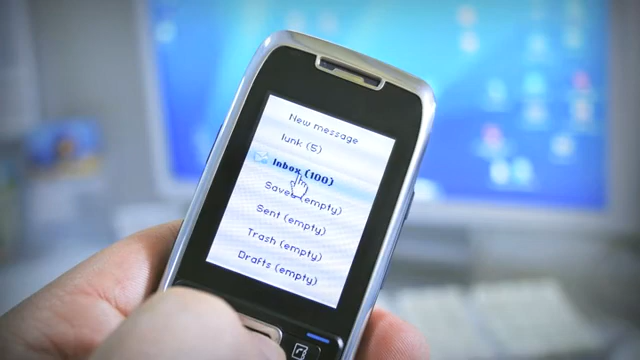 New message
Junk (5)
Inbox (100)
Saved (empty)
Sent (empty)
Trash (empty)
Drafts (empty)